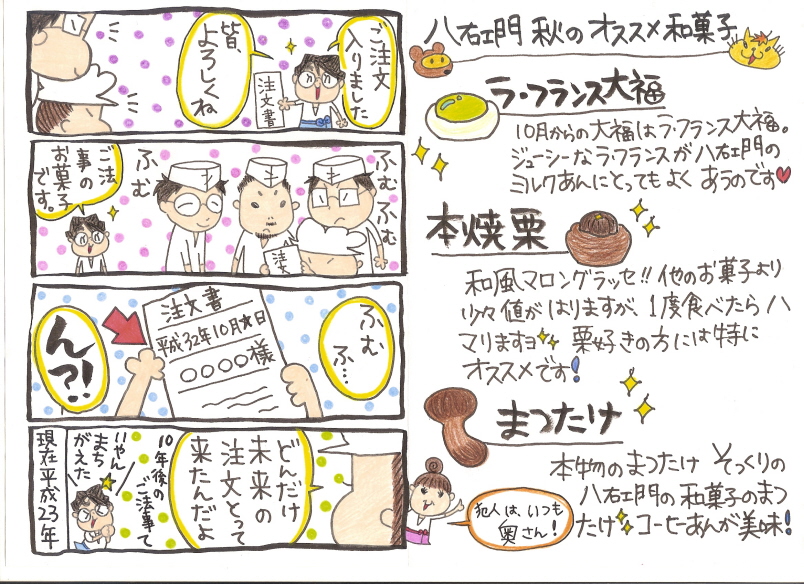 ご注文
入りました
注文書
皆
よろしくね
ふむ
ふむ
ふむ
注文
ご法
事の
お菓子
です。
ふむ
ふ…
注文書
平成32年10月★日
○○○○様
ん?!
どんだけ
未来の
注文とって
来たんだよ
10年後の
ご法事で
いやん
まち
がえた
現在平成23年
八右ェ門 秋のオススメ和菓子
ラ・フランス大福
10月からの大福はラ・フランス大福。
ジューシーなラ・フランスが八右ェ門の
ミルクあんにとってもよくあうのです♥
本焼栗
和風マロングラッセ!!他のお菓子より
少々値がはりますが、1度食べたらハ
マりますヨ 栗好きの方には特に
オススメです!
まつたけ
本物のまつたけ そっくりの
八右ェ門の和菓子のまつ
たけ コーヒーあんが美味!
犯人は、いつも
奥さん!